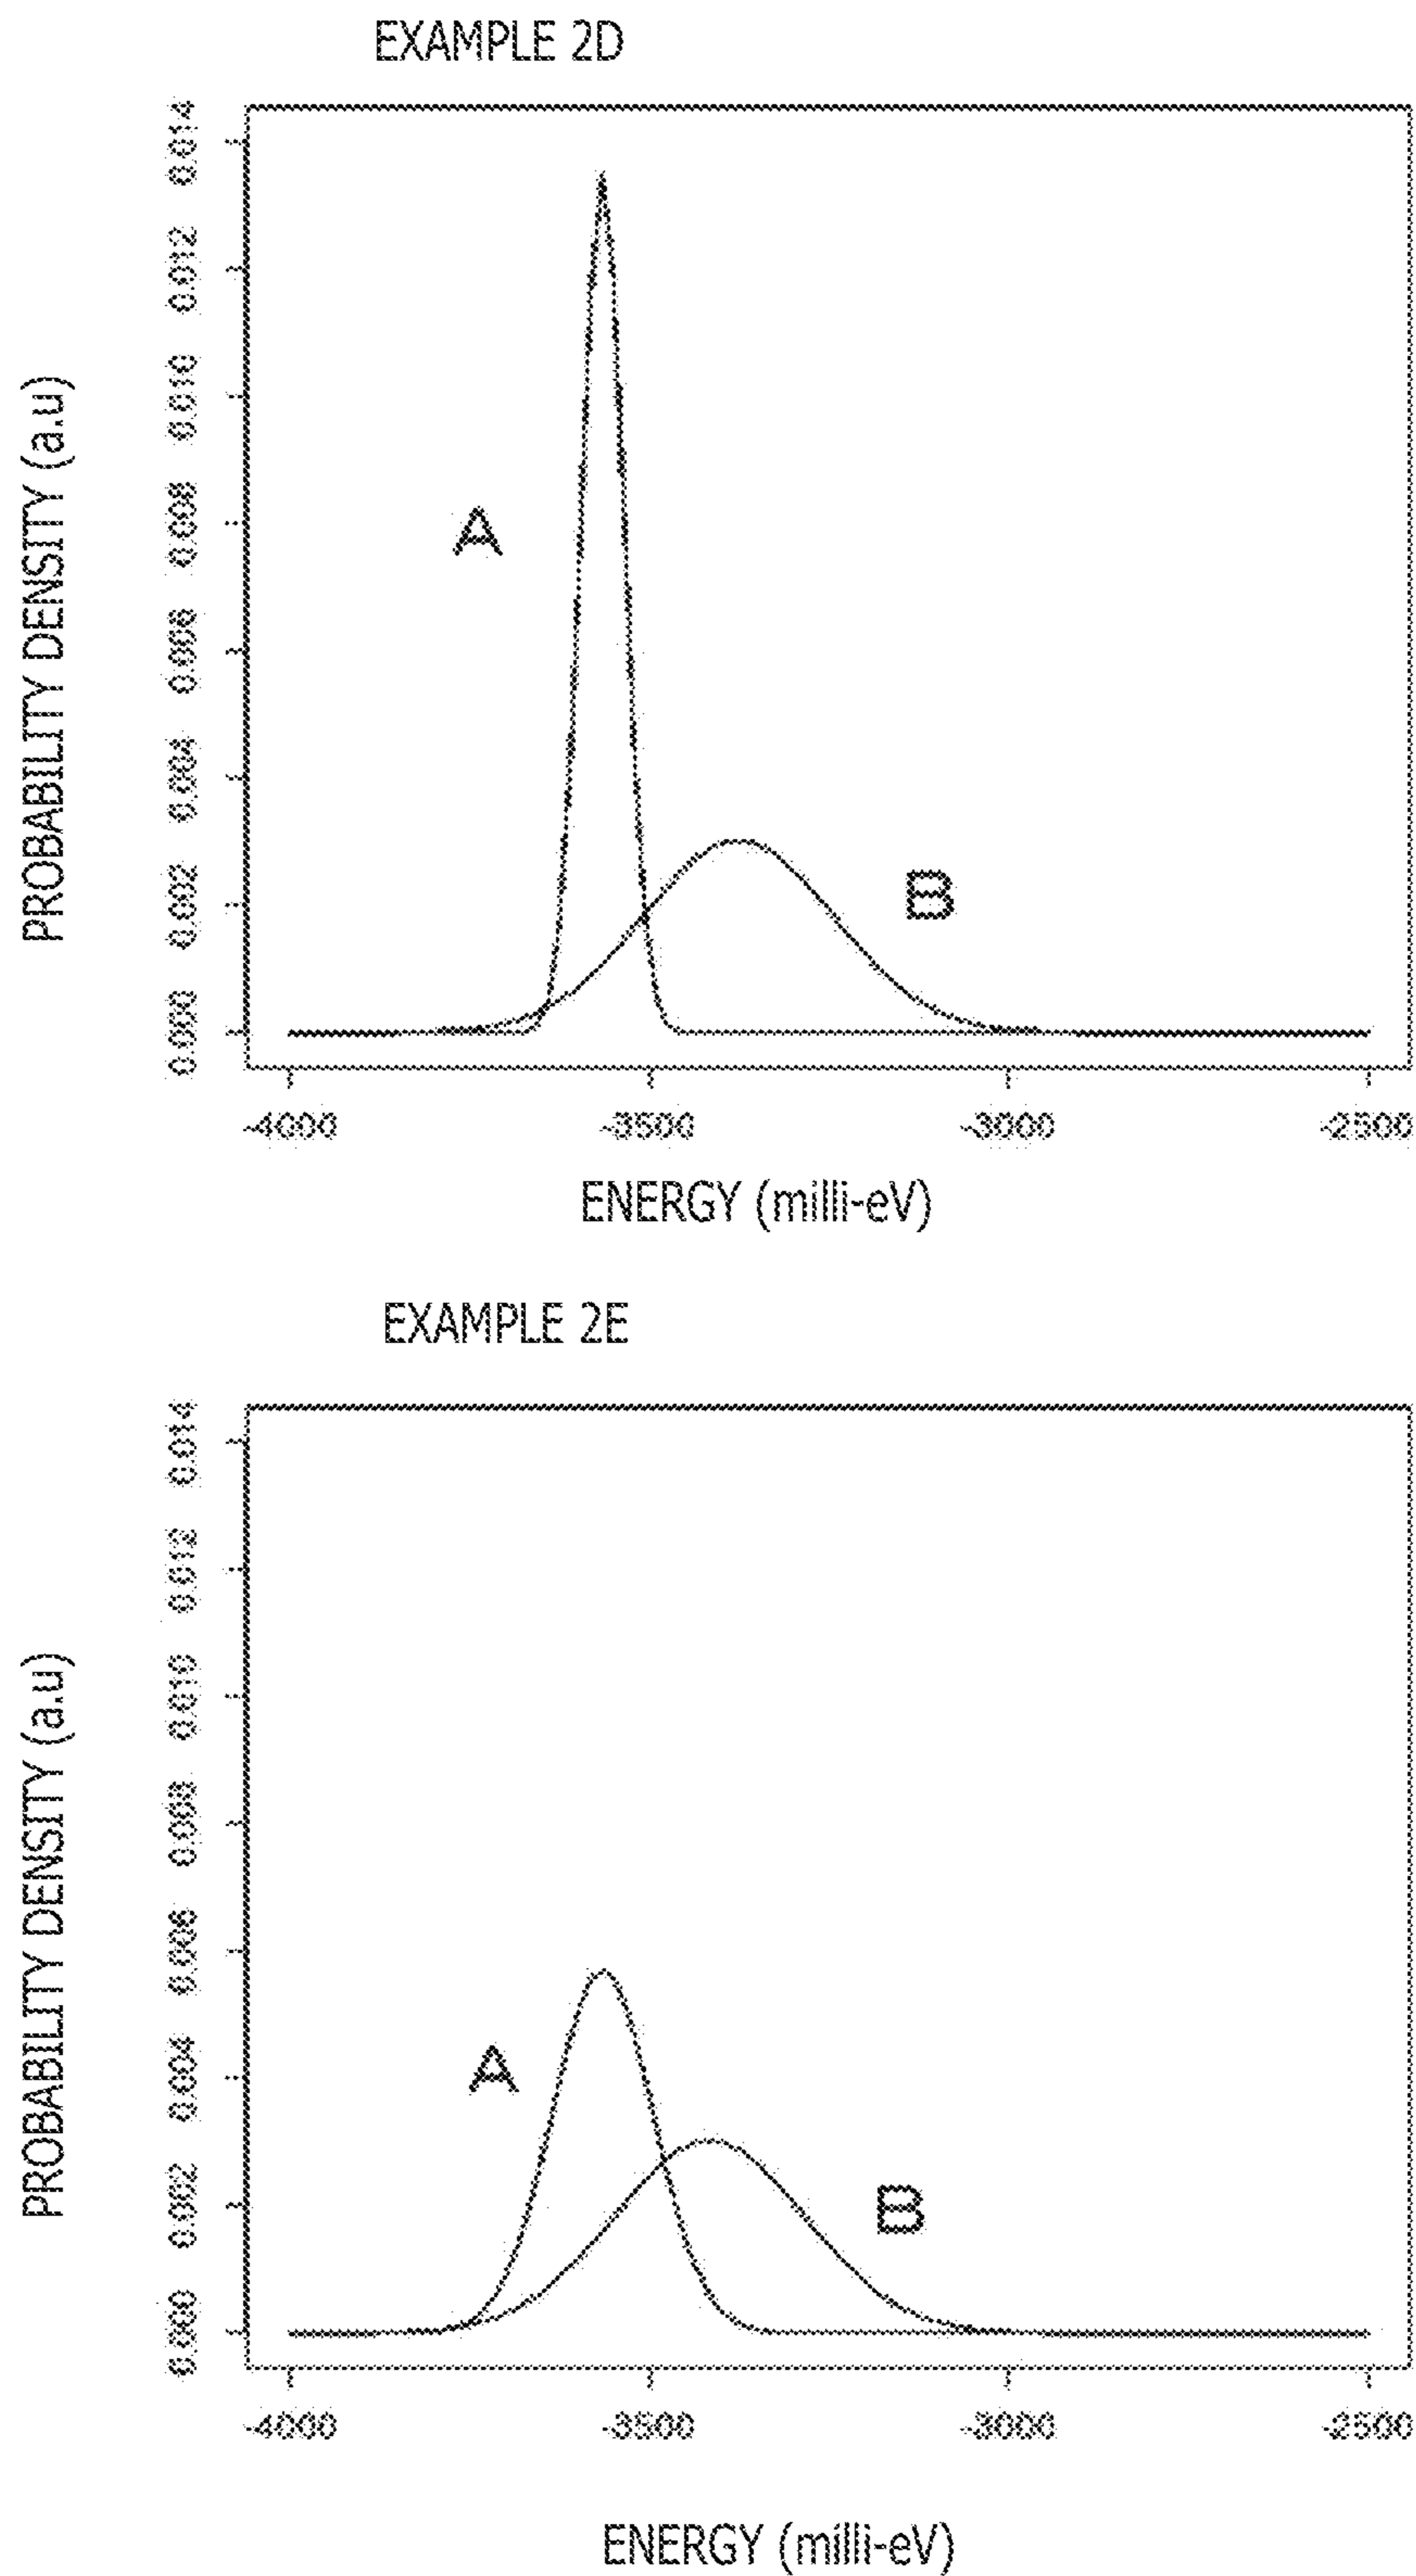 EXAMPLE 2D
PROBABILITY DENSITY (a.u)
0.014
0.012
0.010
0.008
0.006
0.004
0.002
0.000
A
B
-4000 -3500 -3000 -2500
ENERGY (milli-eV)
EXAMPLE 2E
PROBABILITY DENSITY (a.u)
0.014
0.012
0.010
0.008
0.006
0.004
0.002
0.000
A
B
-4000 -3500 -3000 -2500
ENERGY (milli-eV)